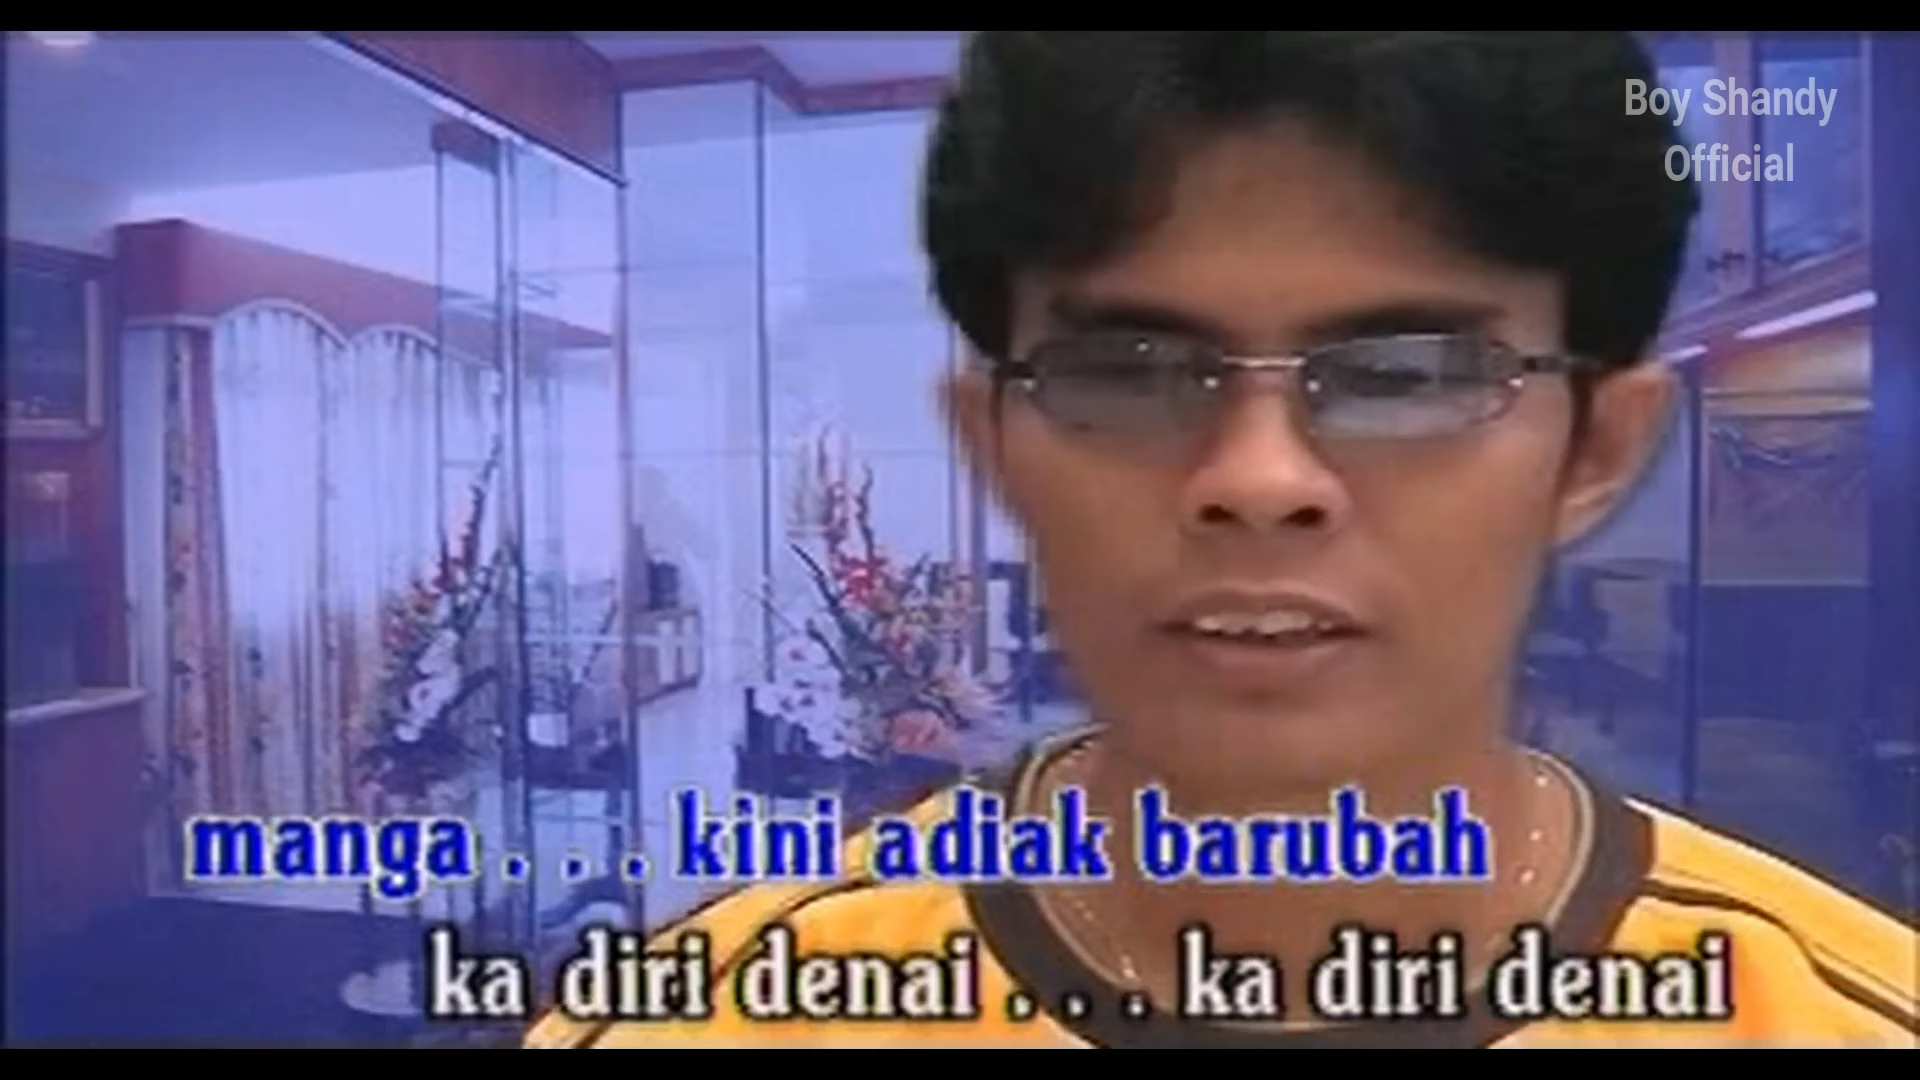 Boy Shandy
Official
manga . . . kini adiak barubah
ka diri denai . . . ka diri denai